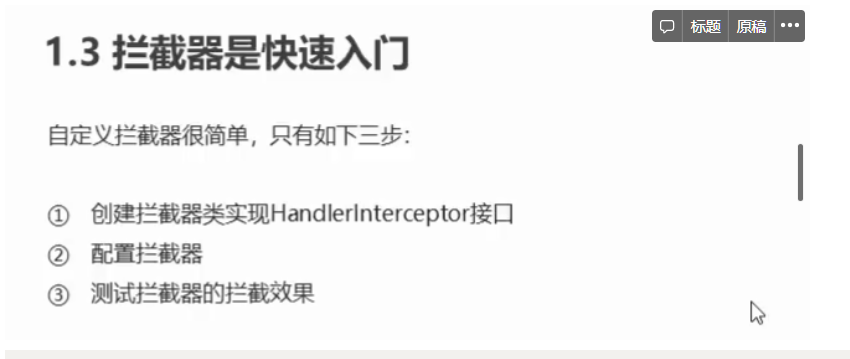 标题 原稿 •••
1.3 拦截器是快速入门
自定义拦截器很简单，只有如下三步：
① 创建拦截器类实现HandlerInterceptor接口
② 配置拦截器
③ 测试拦截器的拦截效果